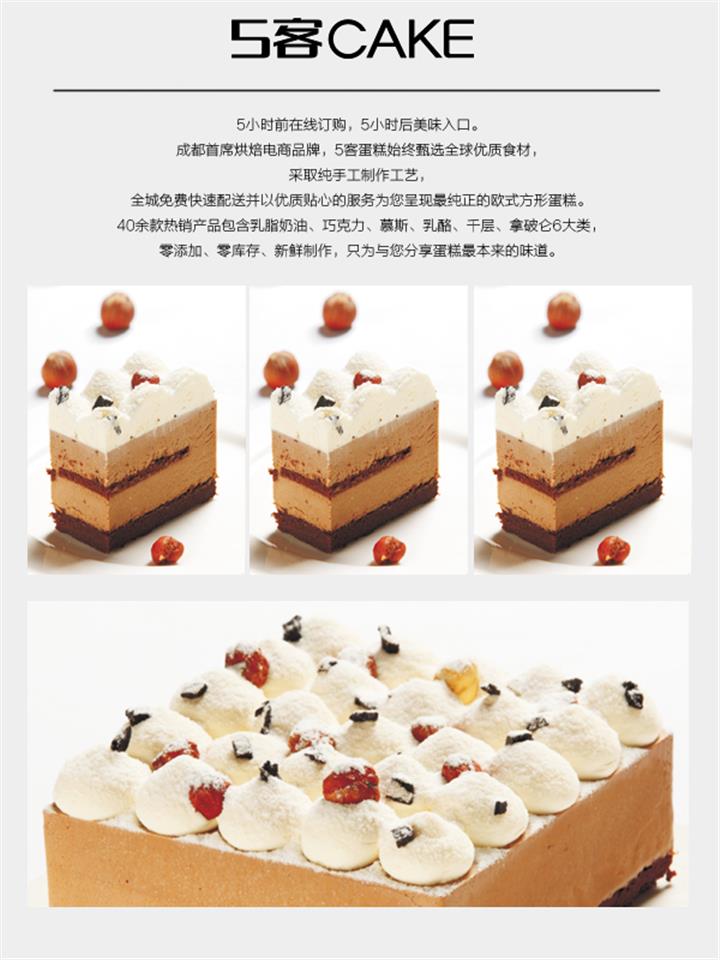 5客CAKE
5小时前在线订购，5小时后美味入口。
成都首席烘焙电商品牌，5客蛋糕始终甄选全球优质食材，
采取纯手工制作工艺，
全城免费快速配送并以优质贴心的服务为您呈现最纯正的欧式方形蛋糕。
40余款热销产品包含乳脂奶油、巧克力、慕斯、乳酪、千层、拿破仑6大类，
零添加、零库存、新鲜制作，只为与您分享蛋糕最本来的味道。